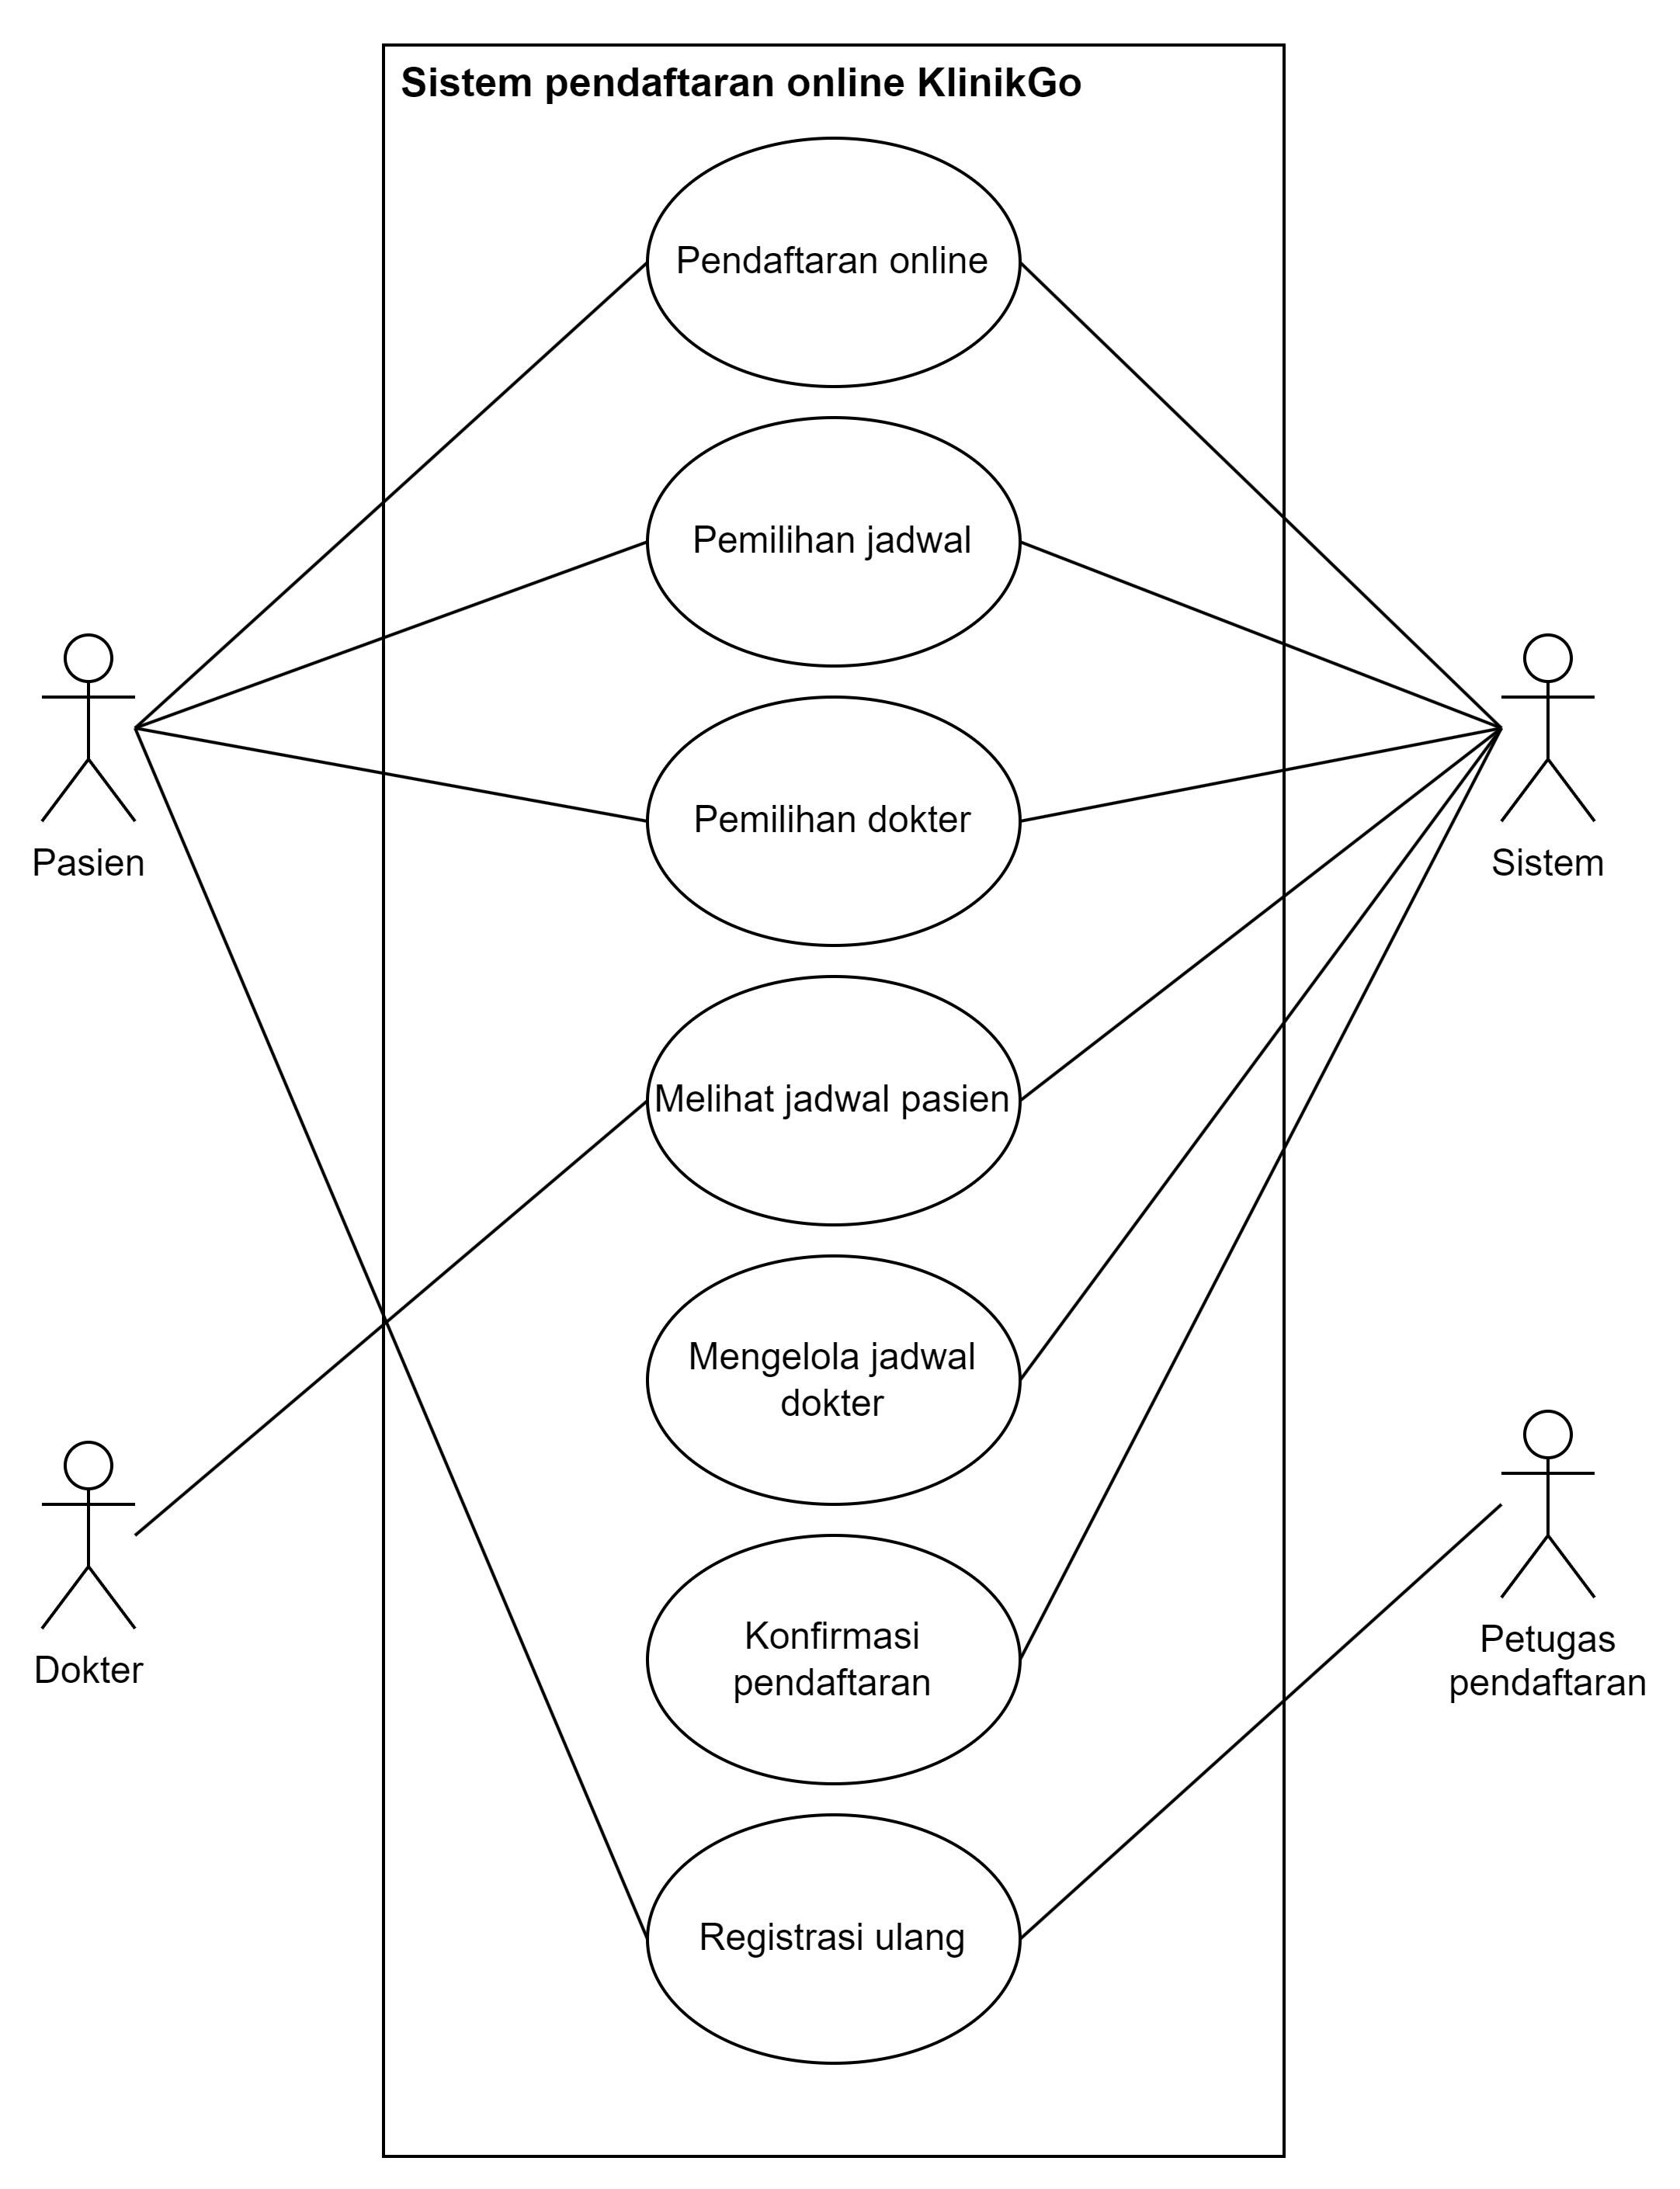 Sistem pendaftaran online KlinikGo
Pendaftaran online
Pemilihan jadwal
Pemilihan dokter
Pasien
Sistem
Melihat jadwal pasien
Mengelola jadwal
dokter
Konfirmasi
pendaftaran
Dokter
Petugas
pendaftaran
Registrasi ulang